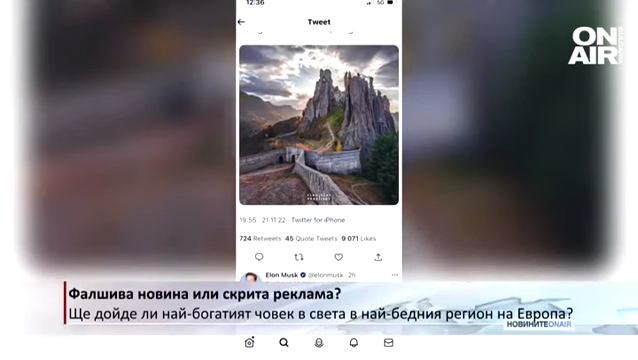 12:36
5G
Tweet
ON
AIR
19:55 · 21.11.22 · Twitter for iPhone
724 Retweets 45 Quote Tweets 9 071 Likes
Elon Musk @elonmusk · 2h
Фалшива новина или скрита реклама?
Ще дойде ли най-богатият човек в света в най-бедния регион на Европа?
НОВИНИТЕONAIR